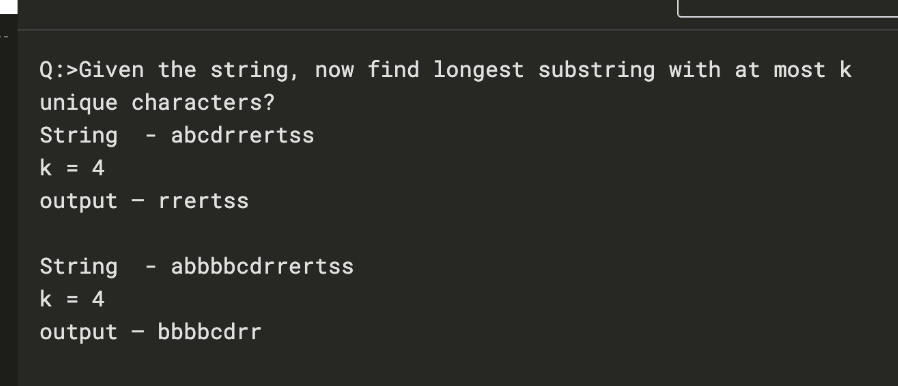 Q:>Given the string, now find longest substring with at most k
unique characters?
String  - abcdrrertss
k = 4
output – rrertss
String  - abbbbcdrrertss
k = 4
output – bbbbcdrr